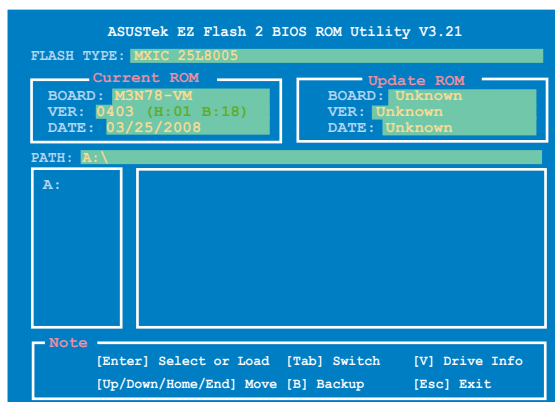 ASUSTek EZ Flash 2 BIOS ROM Utility V3.21
FLASH TYPE: MXIC 25L8005
Current ROM
BOARD: M3N78-VM
VER: 0403 (H:01 B:18)
DATE: 03/25/2008
Update ROM
BOARD: Unknown
VER: Unknown
DATE: Unknown
PATH: A:\
A:
Note
[Enter] Select or Load [Tab] Switch [V] Drive Info
[Up/Down/Home/End] Move [B] Backup [Esc] Exit